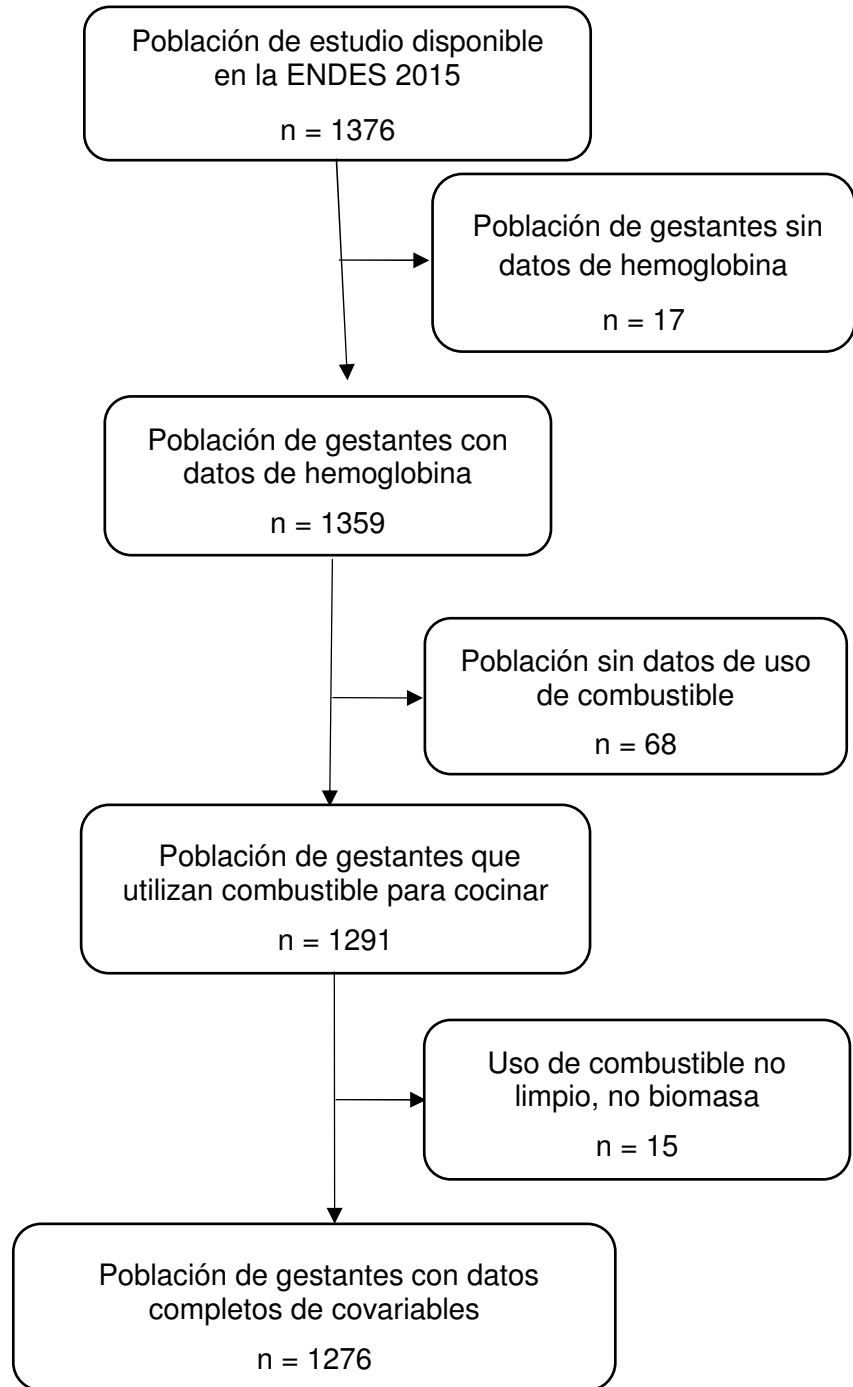 Población de estudio disponible
en la ENDES 2015
n = 1376
Población de gestantes sin
datos de hemoglobina
n = 17
Población de gestantes con
datos de hemoglobina
n = 1359
Población sin datos de uso
de combustible
n = 68
Población de gestantes que
utilizan combustible para cocinar
n = 1291
Uso de combustible no
limpio, no biomasa
n = 15
Población de gestantes con datos
completos de covariables
n = 1276